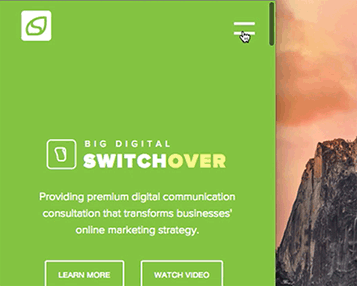 BIG DIGITAL
SWITCHOVER
Providing premium digital communication
consultation that transforms businesses'
online marketing strategy.
LEARN MORE WATCH VIDEO